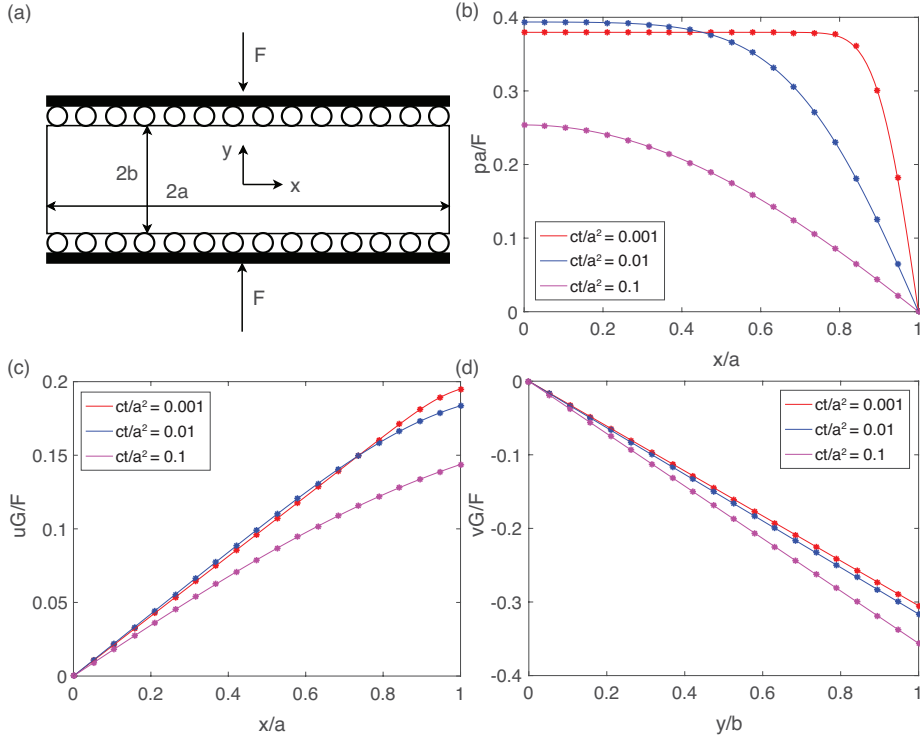 (a)
F
y
x
2b
2a
F
(b)
pa/F
0.4
0.3
0.2
0.1
0
ct/a² = 0.001
ct/a² = 0.01
ct/a² = 0.1
0 0.2 0.4 0.6 0.8 1
x/a
(c)
uG/F
0.2
0.15
0.1
0.05
0
ct/a² = 0.001
ct/a² = 0.01
ct/a² = 0.1
0 0.2 0.4 0.6 0.8 1
x/a
(d)
vG/F
0
-0.1
-0.2
-0.3
-0.4
ct/a² = 0.001
ct/a² = 0.01
ct/a² = 0.1
0 0.2 0.4 0.6 0.8 1
y/b